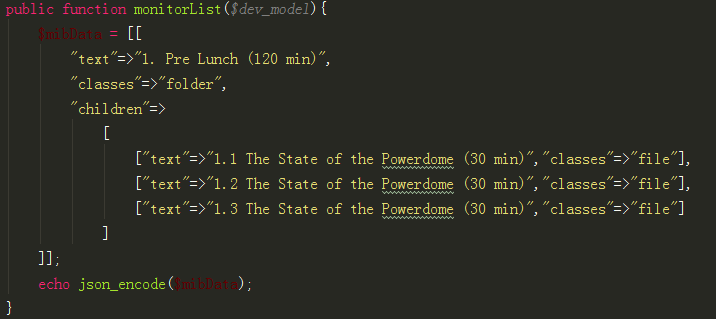 public function monitorList($dev_model){
$mibData = [[
"text"=>"1. Pre Lunch (120 min)",
"classes"=>"folder",
"children"=>
[
["text"=>"1.1 The State of the Powerdome (30 min)","classes"=>"file"],
["text"=>"1.2 The State of the Powerdome (30 min)","classes"=>"file"],
["text"=>"1.3 The State of the Powerdome (30 min)","classes"=>"file"]
]
]];
echo json_encode($mibData);
}